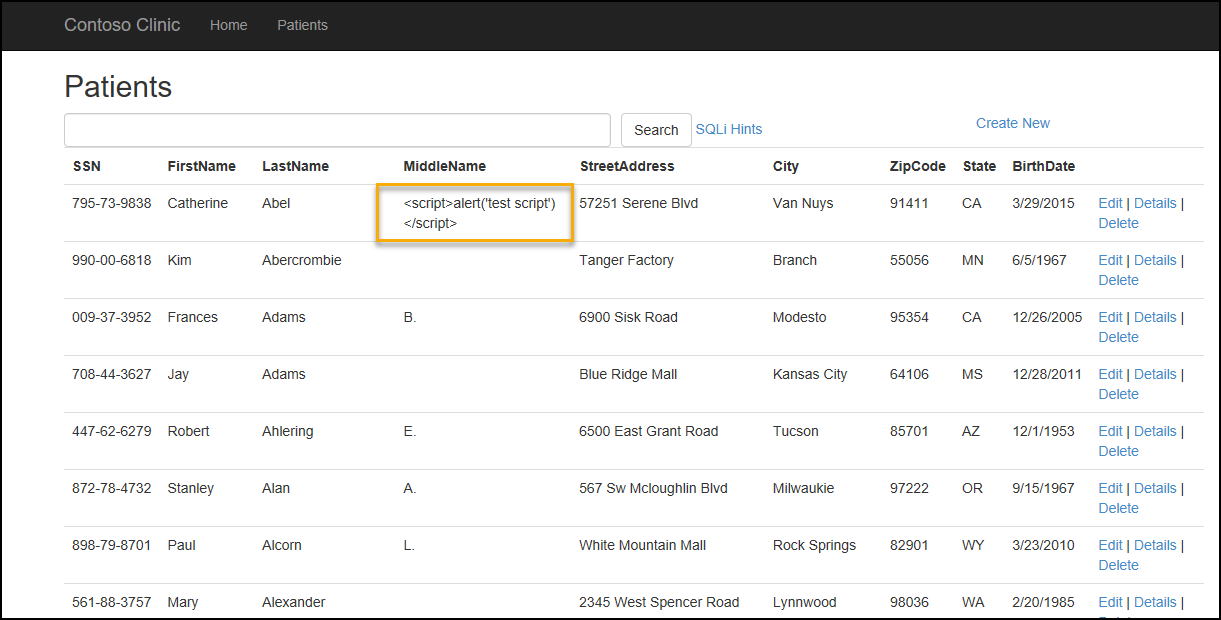 Contoso Clinic Home Patients
Patients
Search SQLi Hints Create New
SSN FirstName LastName MiddleName StreetAddress City ZipCode State BirthDate
795-73-9838 Catherine Abel <script>alert('test script') 57251 Serene Blvd Van Nuys 91411 CA 3/29/2015 Edit | Details |
</script> Delete
990-00-6818 Kim Abercrombie Tanger Factory Branch 55056 MN 6/5/1967 Edit | Details |
Delete
009-37-3952 Frances Adams B. 6900 Sisk Road Modesto 95354 CA 12/26/2005 Edit | Details |
Delete
708-44-3627 Jay Adams Blue Ridge Mall Kansas City 64106 MS 12/28/2011 Edit | Details |
Delete
447-62-6279 Robert Ahlering E. 6500 East Grant Road Tucson 85701 AZ 12/1/1953 Edit | Details |
Delete
872-78-4732 Stanley Alan A. 567 Sw Mcloughlin Blvd Milwaukie 97222 OR 9/15/1967 Edit | Details |
Delete
898-79-8701 Paul Alcorn L. White Mountain Mall Rock Springs 82901 WY 3/23/2010 Edit | Details |
Delete
561-88-3757 Mary Alexander 2345 West Spencer Road Lynnwood 98036 WA 2/20/1985 Edit | Details |